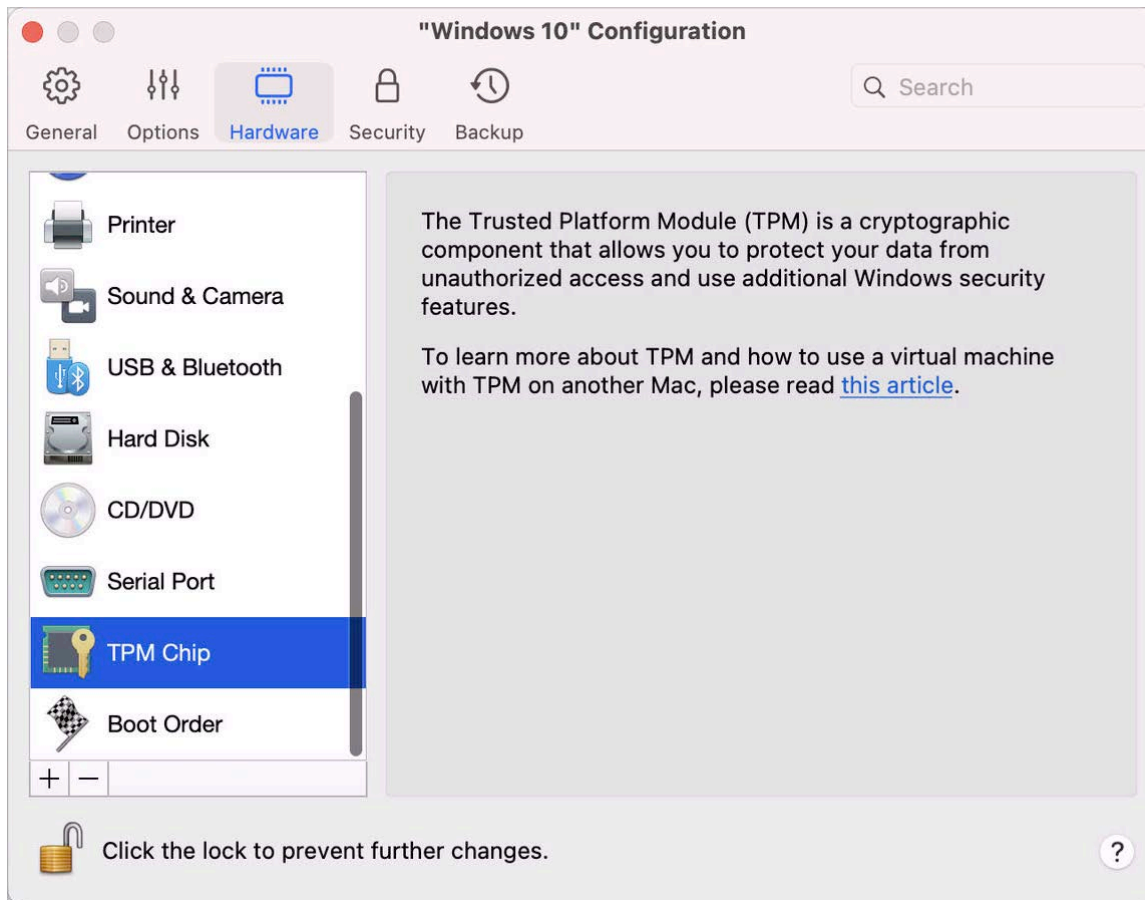 "Windows 10" Configuration
General Options Hardware Security Backup
Search
Printer
Sound & Camera
USB & Bluetooth
Hard Disk
CD/DVD
Serial Port
TPM Chip
Boot Order
The Trusted Platform Module (TPM) is a cryptographic
component that allows you to protect your data from
unauthorized access and use additional Windows security
features.
To learn more about TPM and how to use a virtual machine
with TPM on another Mac, please read this article.
+ −
Click the lock to prevent further changes.
?